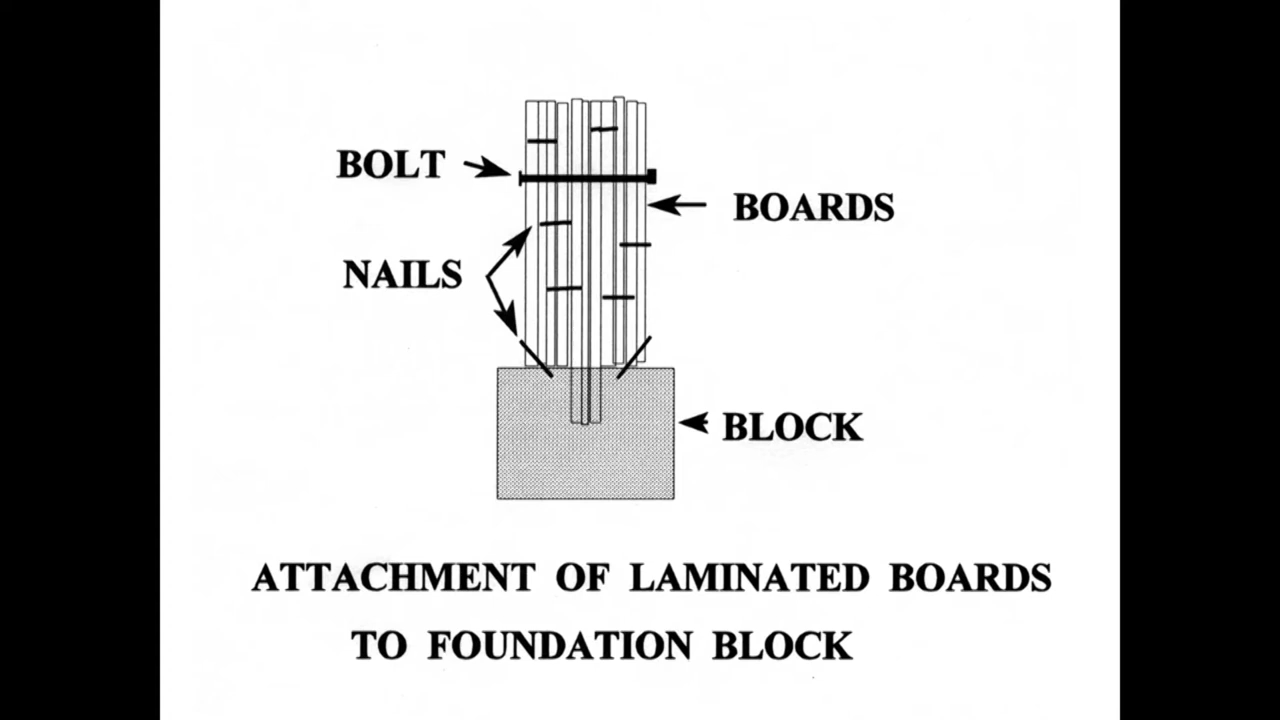 BOLT
BOARDS
NAILS
BLOCK
ATTACHMENT OF LAMINATED BOARDS
TO FOUNDATION BLOCK